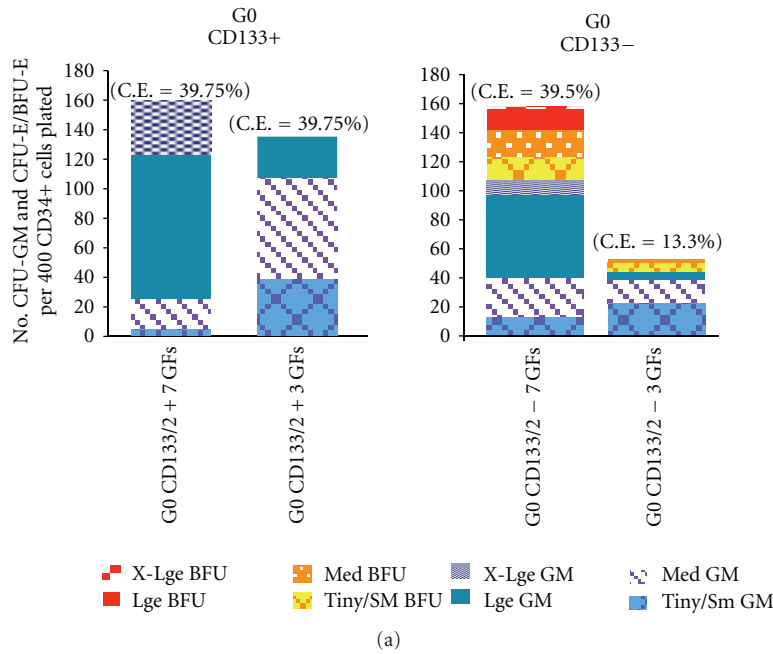 G0
CD133+
G0
CD133−
No. CFU-GM and CFU-E/BFU-E
per 400 CD34+ cells plated
180
160
140
120
100
80
60
40
20
0
(C.E. = 39.75%)
(C.E. = 39.75%)
G0 CD133/2 + 7 GFs
G0 CD133/2 + 3 GFs
180
160
140
120
100
80
60
40
20
0
(C.E. = 39.5%)
(C.E. = 13.3%)
G0 CD133/2 − 7 GFs
G0 CD133/2 − 3 GFs
X-Lge BFU
Lge BFU
Med BFU
Tiny/SM BFU
X-Lge GM
Lge GM
Med GM
Tiny/Sm GM
(a)